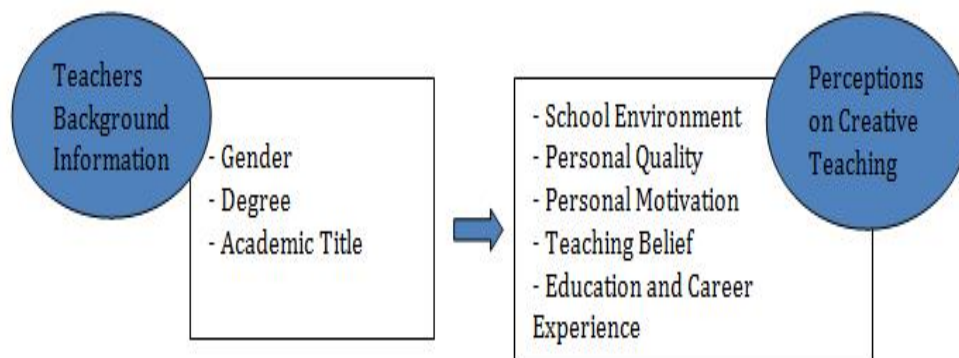 Teachers
Background
Information
- Gender
- Degree
- Academic Title
- School Environment
- Personal Quality
- Personal Motivation
- Teaching Belief
- Education and Career
Experience
Perceptions
on Creative
Teaching